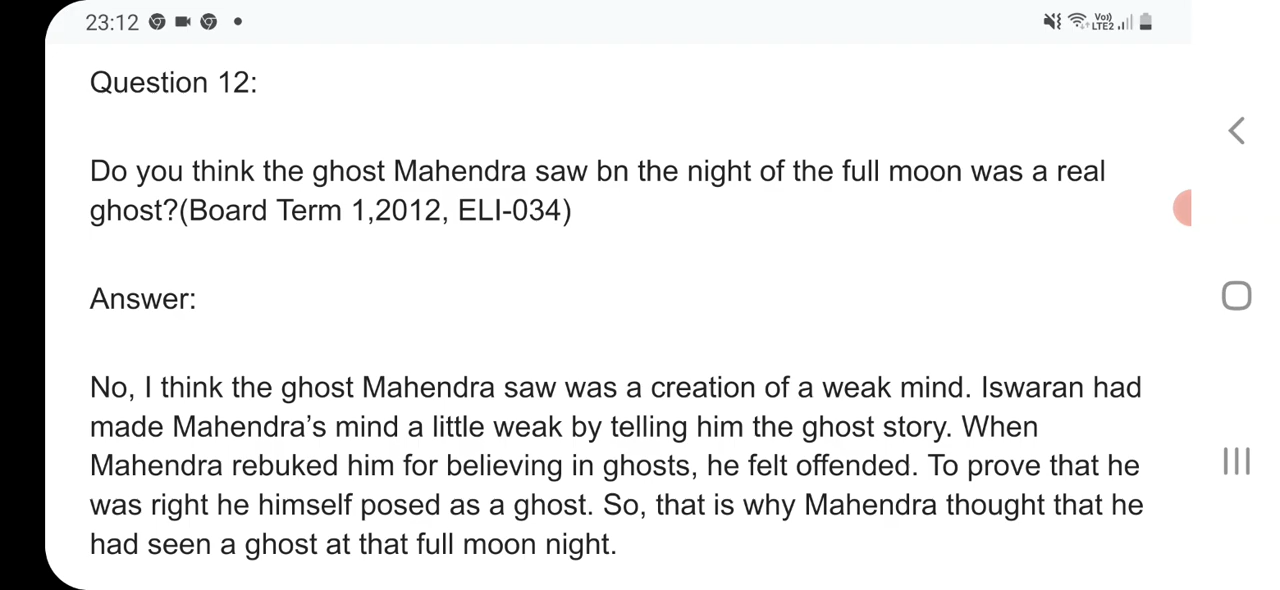 23:12
Vo))
LTE2
Question 12:
Do you think the ghost Mahendra saw bn the night of the full moon was a real
ghost?(Board Term 1,2012, ELI-034)
Answer:
No, I think the ghost Mahendra saw was a creation of a weak mind. Iswaran had
made Mahendra’s mind a little weak by telling him the ghost story. When
Mahendra rebuked him for believing in ghosts, he felt offended. To prove that he
was right he himself posed as a ghost. So, that is why Mahendra thought that he
had seen a ghost at that full moon night.